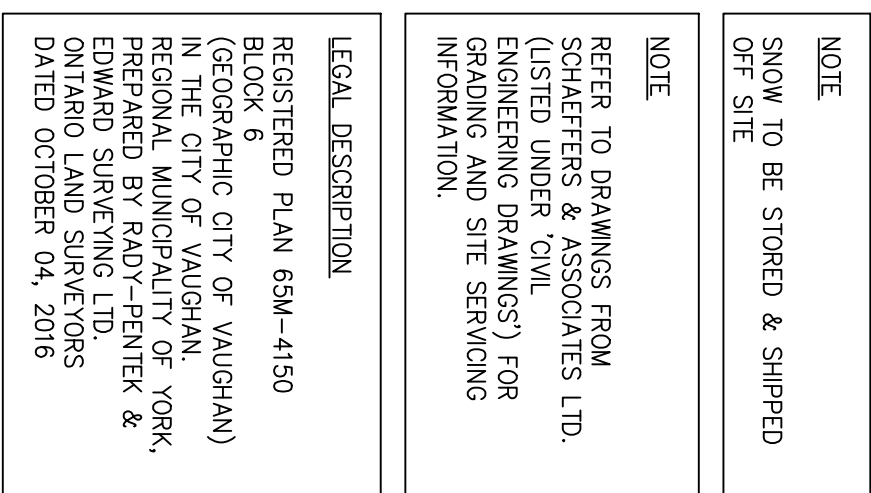 NOTE
SNOW TO BE STORED & SHIPPED
OFF SITE
NOTE
REFER TO DRAWINGS FROM
SCHAEFFERS & ASSOCIATES LTD.
(LISTED UNDER 'CIVIL
ENGINEERING DRAWINGS') FOR
GRADING AND SITE SERVICING
INFORMATION.
LEGAL DESCRIPTION
REGISTERED PLAN 65M-4150
BLOCK 6
(GEOGRAPHIC CITY OF VAUGHAN)
IN THE CITY OF VAUGHAN.
REGIONAL MUNICIPALITY OF YORK,
PREPARED BY RADY-PENTEK &
EDWARD SURVEYING LTD.
ONTARIO LAND SURVEYORS
DATED OCTOBER 04, 2016